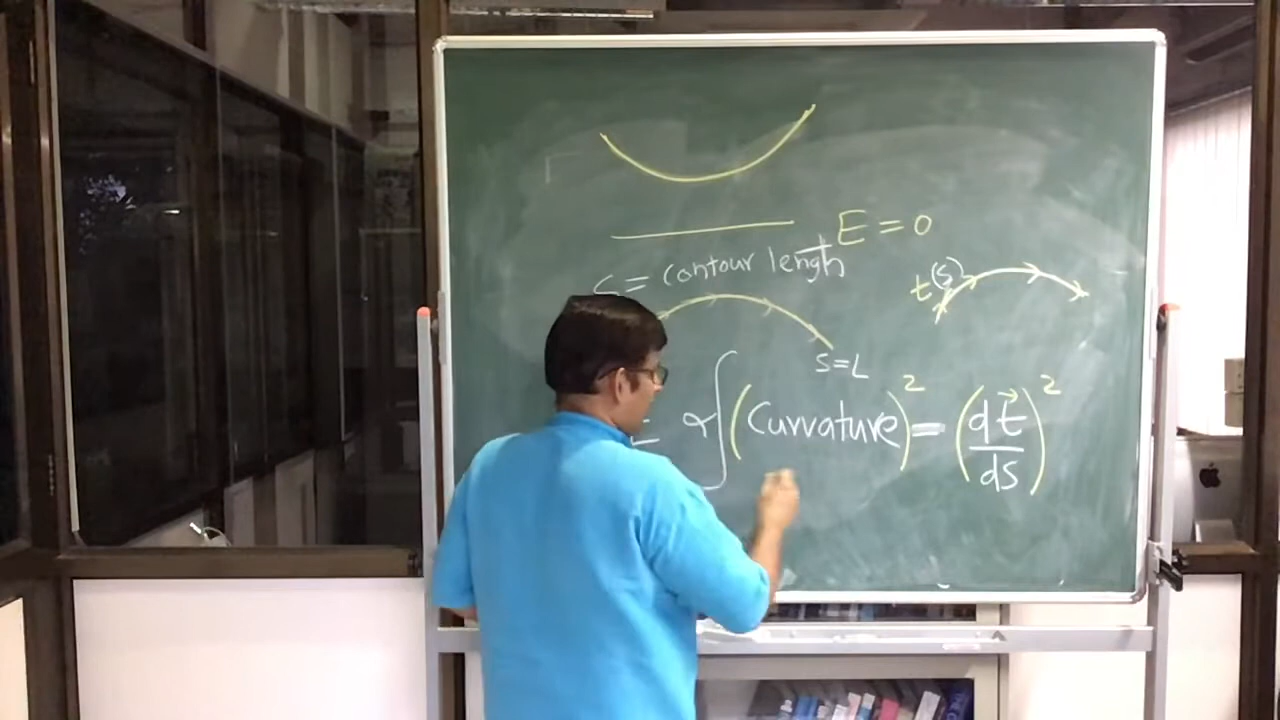 E = 0
S = contour length
t(s)
S=L
α ∫ (Curvature)² = (dt⃗/ds)²